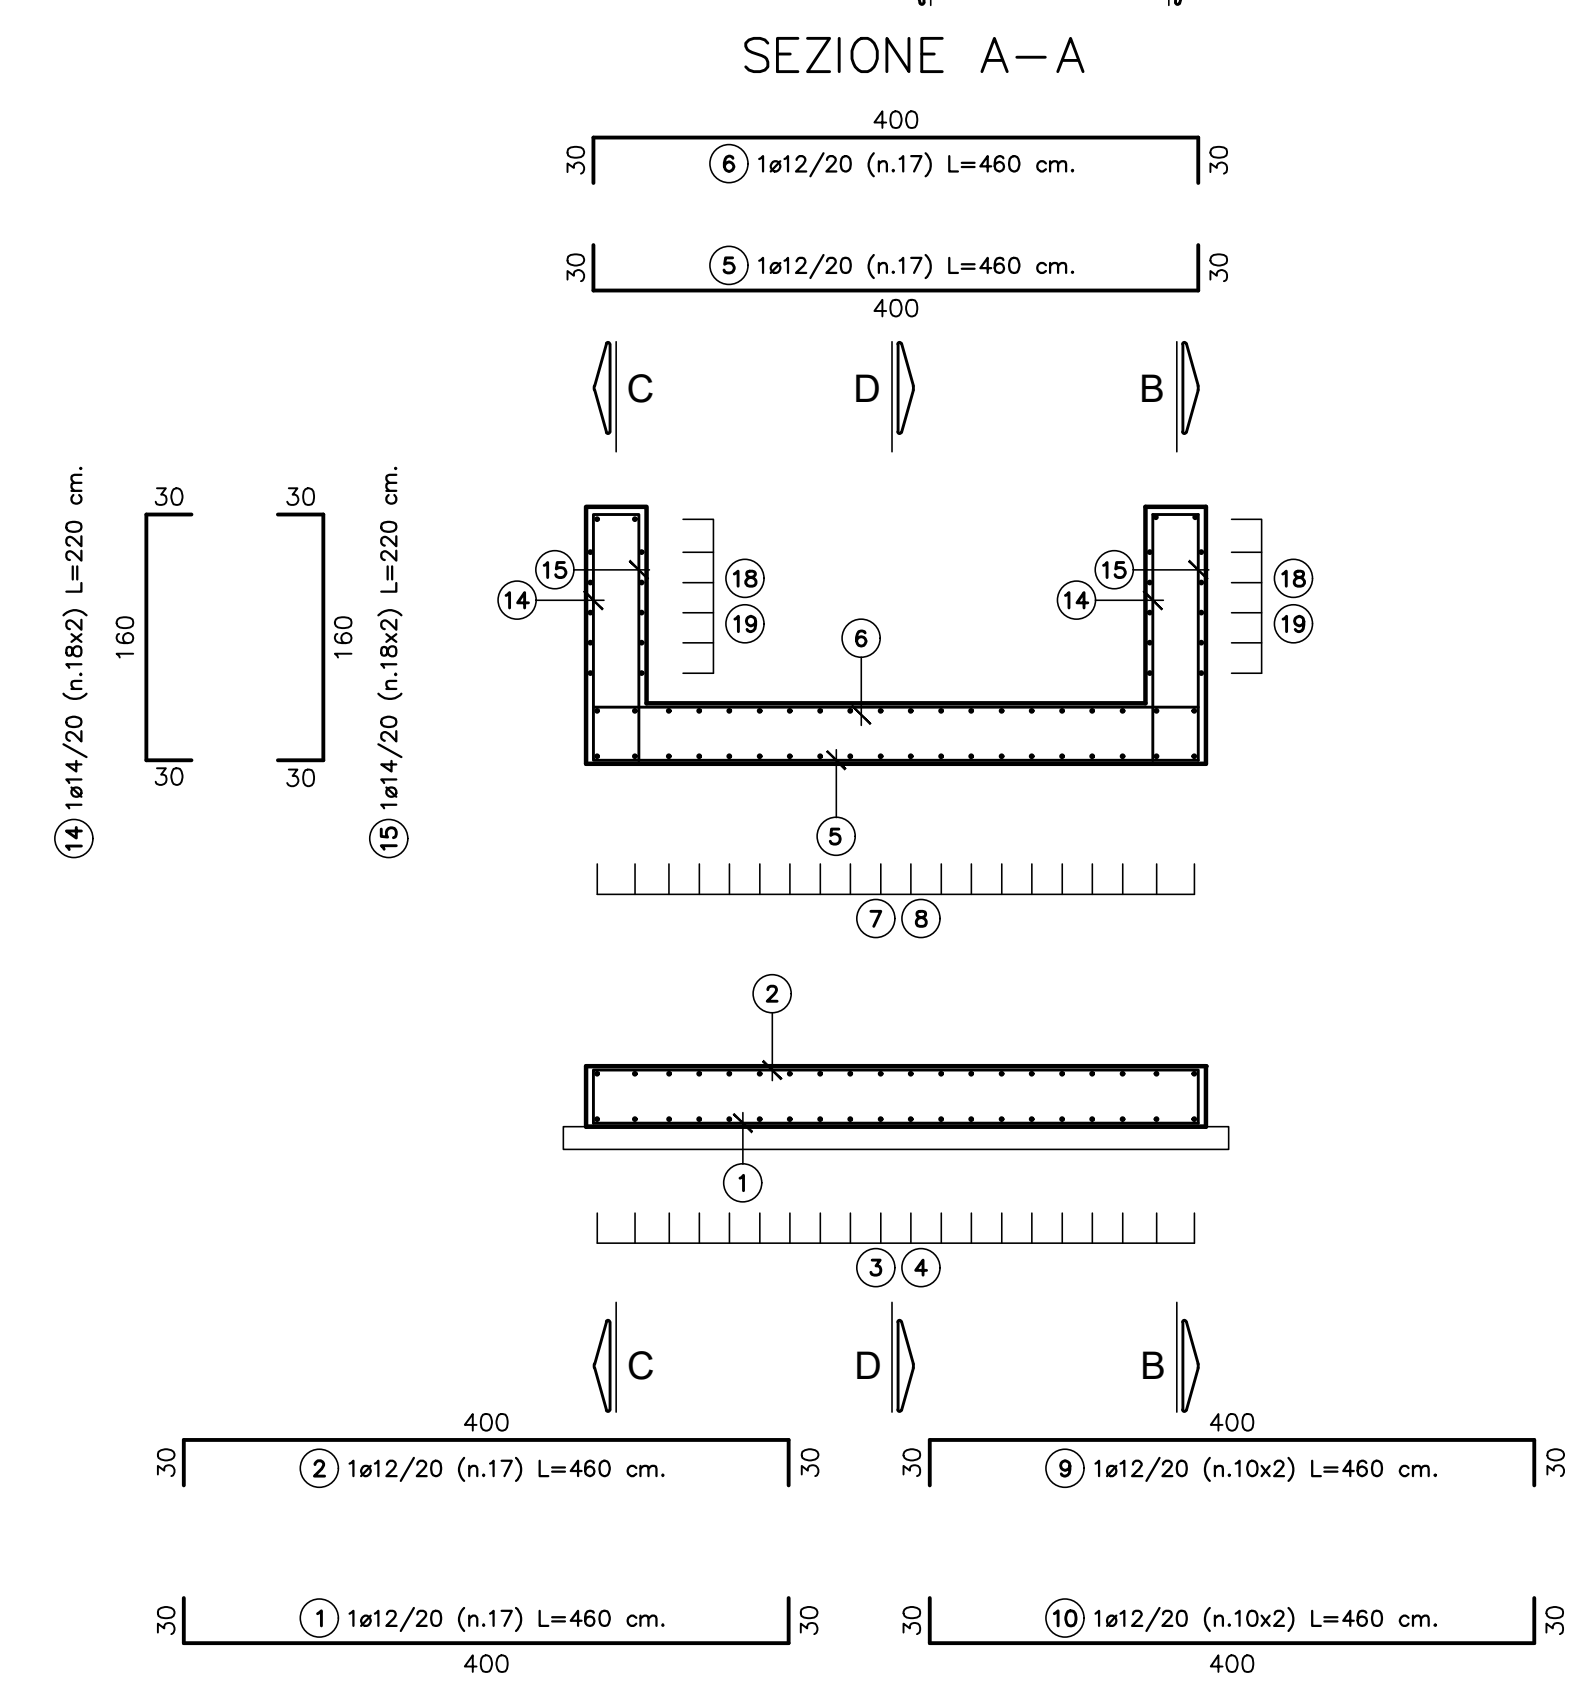 SEZIONE A-A
400
30
6 1ø12/20 (n.17) L=460 cm.
30
30
5 1ø12/20 (n.17) L=460 cm.
30
400
C
D
B
14 1ø14/20 (n.18x2) L=220 cm.
30
160
30
30
160
30
15 1ø14/20 (n.18x2) L=220 cm.
15
14
18
19
6
15
14
18
19
5
7 8
2
1
3 4
C
D
B
400
30
2 1ø12/20 (n.17) L=460 cm.
30
400
30
9 1ø12/20 (n.10x2) L=460 cm.
30
30
1 1ø12/20 (n.17) L=460 cm.
30
400
30
10 1ø12/20 (n.10x2) L=460 cm.
30
400